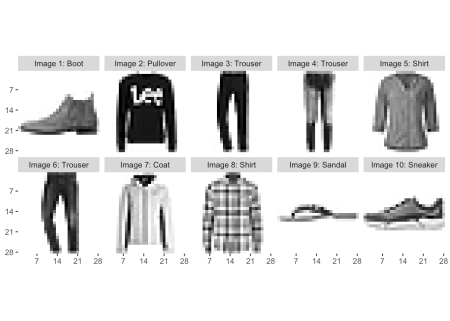 Image 1: Boot Image 2: Pullover Image 3: Trouser Image 4: Trouser Image 5: Shirt
Lee
7
14
21
28
Image 6: Trouser Image 7: Coat Image 8: Shirt Image 9: Sandal Image 10: Sneaker
7
14
21
28
7 14 21 28 7 14 21 28 7 14 21 28 7 14 21 28 7 14 21 28